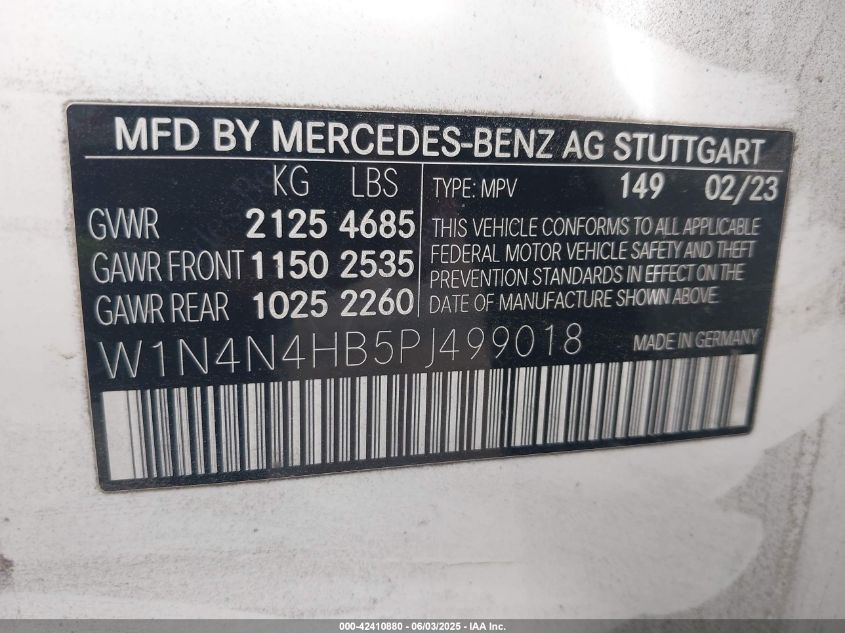 MFD BY MERCEDES-BENZ AG STUTTGART
KG LBS
GVWR 2125 4685
GAWR FRONT 1150 2535
GAWR REAR 1025 2260
TYPE: MPV 149 02/23
THIS VEHICLE CONFORMS TO ALL APPLICABLE
FEDERAL MOTOR VEHICLE SAFETY AND THEFT
PREVENTION STANDARDS IN EFFECT ON THE
DATE OF MANUFACTURE SHOWN ABOVE.
W1N4N4HB5PJ499018 MADE IN GERMANY
000-42410880 - 06/03/2025 - IAA Inc.